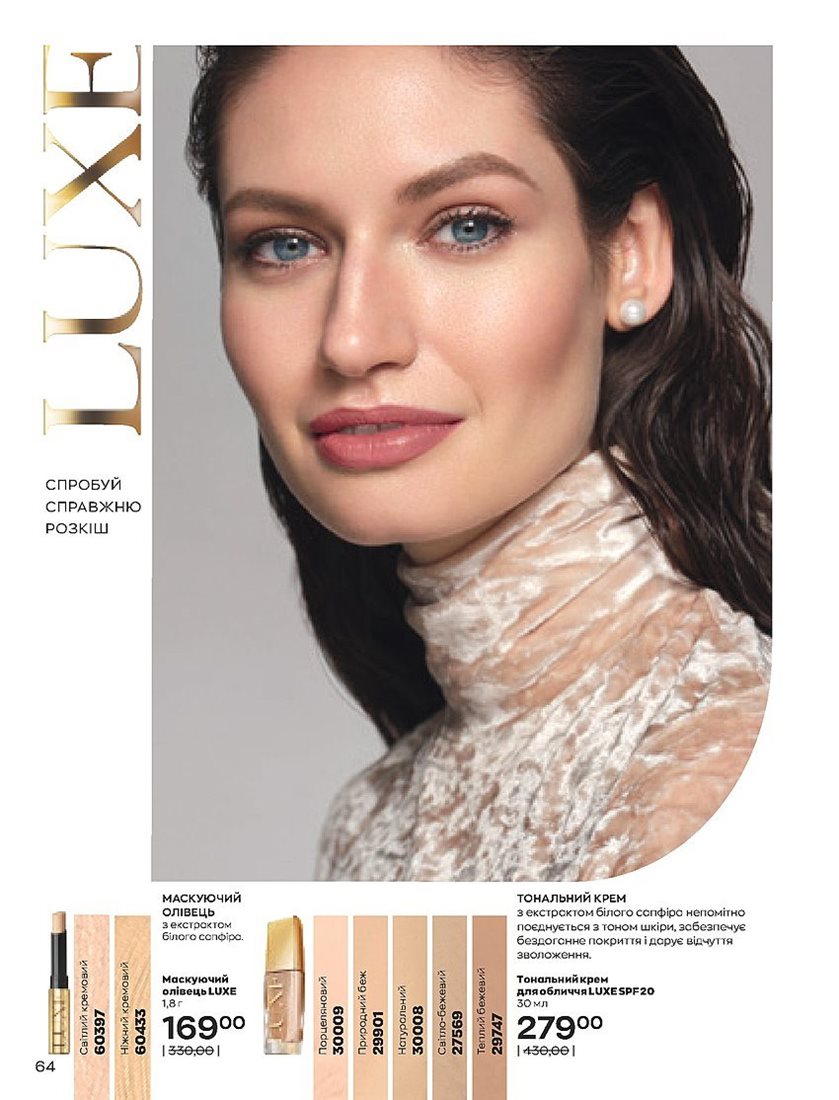 LUXE
СПРОБУЙ
СПРАВЖНЮ
РОЗКІШ
МАСКУЮЧИЙ
ОЛІВЕЦЬ
з екстрактом
білого сапфіра.
Маскуючий
олівець LUXE
1,8 г
169⁰⁰
| 330,00 |
LUXE
Світлий кремовий
60397
Ніжний кремовий
60433
ТОНАЛЬНИЙ КРЕМ
з екстрактом білого сапфіра непомітно
поєднується з тоном шкіри, забезпечує
бездоганне покриття і дарує відчуття
зволоження.
Тональний крем
для обличчя LUXE SPF20
30 мл
279⁰⁰
| 430,00 |
LUXE
Порцеляновий
30009
Природний беж
29901
Натуральний
30008
Світло-бежевий
27569
Теплий бежевий
29747
64